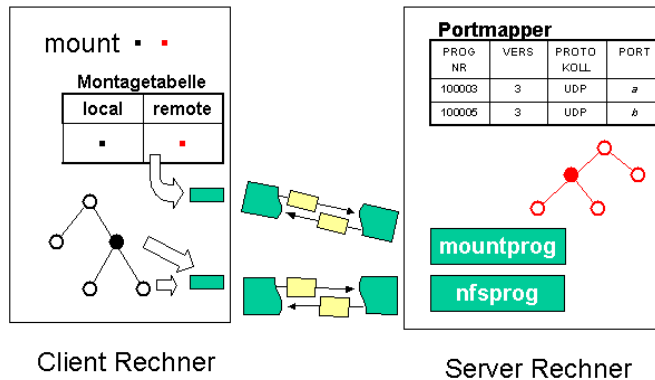 mount
Montagetabelle
local remote
Portmapper
PROG NR VERS PROTO KOLL PORT
100003 3 UDP a
100005 3 UDP b
mountprog
nfsprog
Client Rechner
Server Rechner